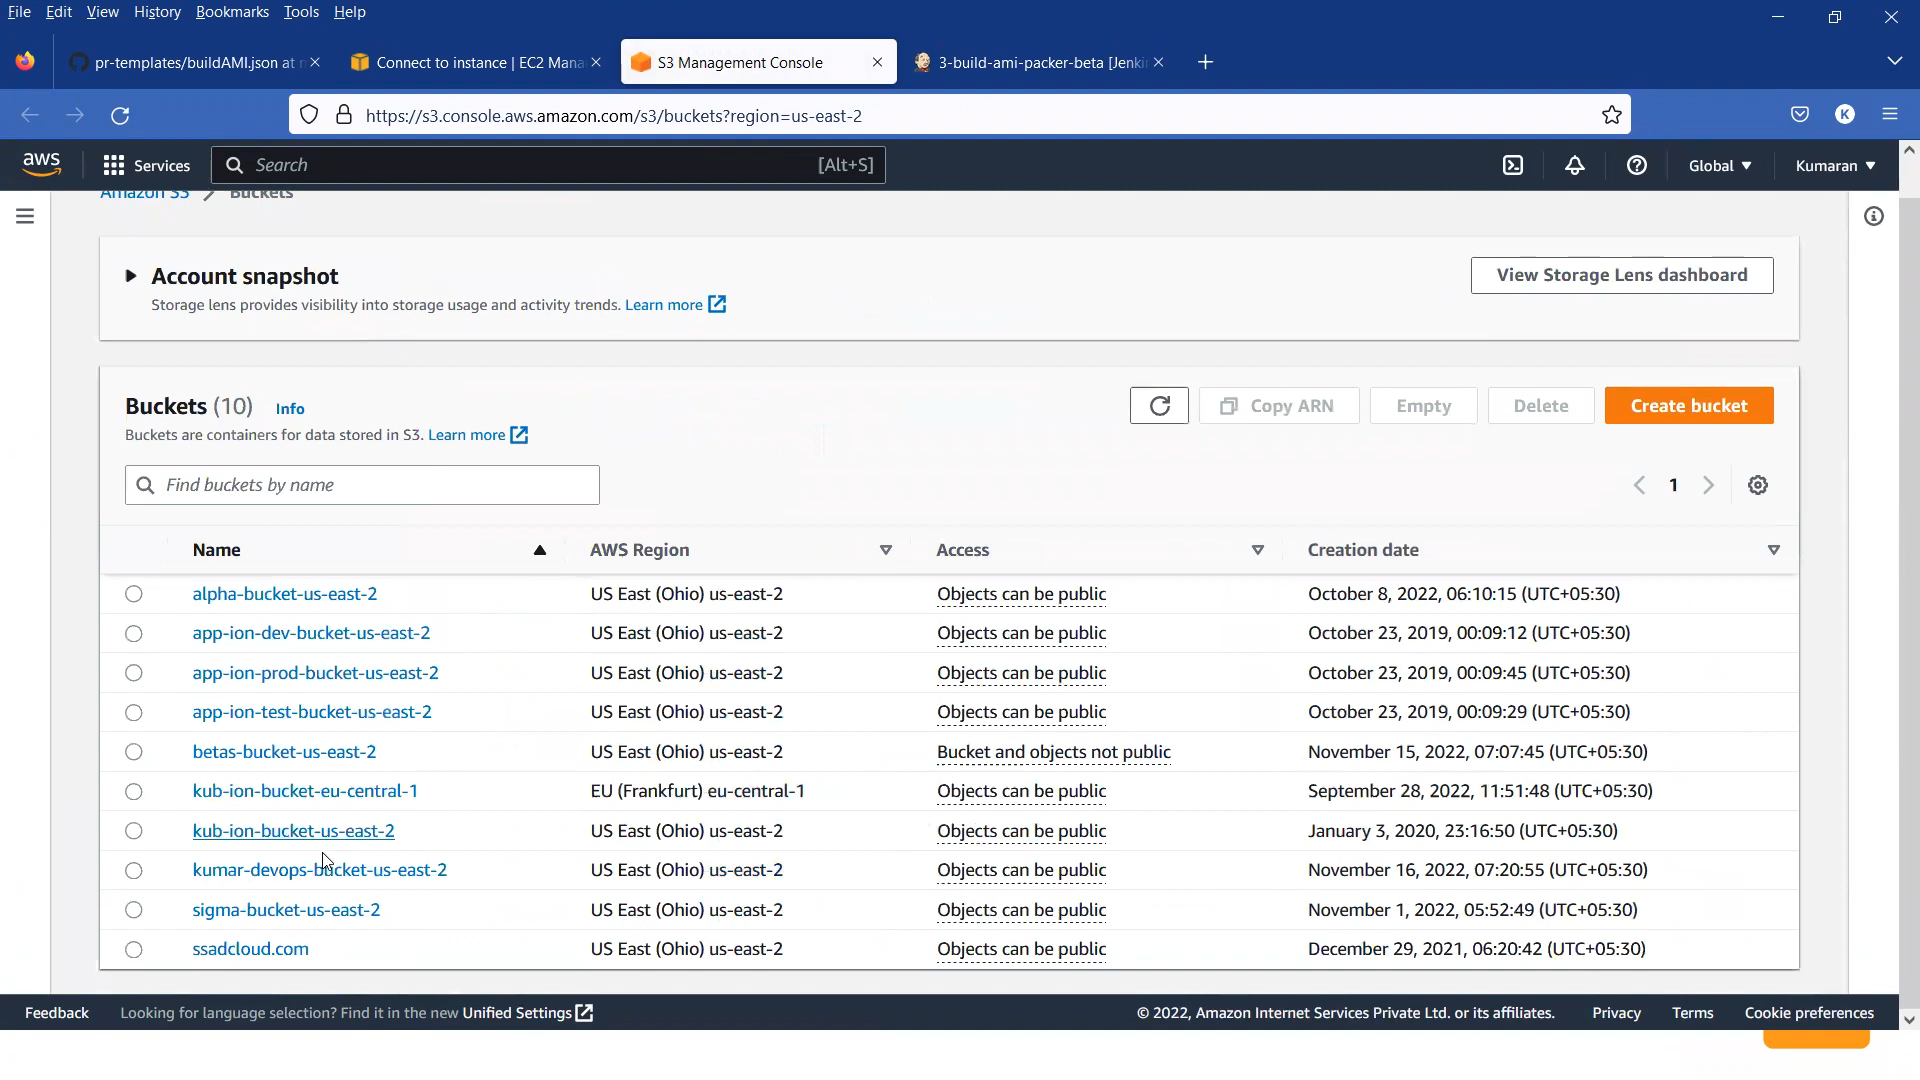 File Edit View History Bookmarks Tools Help
pr-templates/buildAMI.json at
Connect to instance | EC2 Mana
S3 Management Console
3-build-ami-packer-beta [Jenki
https://s3.console.aws.amazon.com/s3/buckets?region=us-east-2
K
aws Services Search [Alt+S] Global Kumaran
Amazon S3 Buckets
Account snapshot
Storage lens provides visibility into storage usage and activity trends. Learn more
View Storage Lens dashboard
Buckets (10) Info
Buckets are containers for data stored in S3. Learn more
Copy ARN Empty Delete Create bucket
Find buckets by name
1
Name AWS Region Access Creation date
alpha-bucket-us-east-2 US East (Ohio) us-east-2 Objects can be public October 8, 2022, 06:10:15 (UTC+05:30)
app-ion-dev-bucket-us-east-2 US East (Ohio) us-east-2 Objects can be public October 23, 2019, 00:09:12 (UTC+05:30)
app-ion-prod-bucket-us-east-2 US East (Ohio) us-east-2 Objects can be public October 23, 2019, 00:09:45 (UTC+05:30)
app-ion-test-bucket-us-east-2 US East (Ohio) us-east-2 Objects can be public October 23, 2019, 00:09:29 (UTC+05:30)
betas-bucket-us-east-2 US East (Ohio) us-east-2 Bucket and objects not public November 15, 2022, 07:07:45 (UTC+05:30)
kub-ion-bucket-eu-central-1 EU (Frankfurt) eu-central-1 Objects can be public September 28, 2022, 11:51:48 (UTC+05:30)
kub-ion-bucket-us-east-2 US East (Ohio) us-east-2 Objects can be public January 3, 2020, 23:16:50 (UTC+05:30)
kumar-devops-bucket-us-east-2 US East (Ohio) us-east-2 Objects can be public November 16, 2022, 07:20:55 (UTC+05:30)
sigma-bucket-us-east-2 US East (Ohio) us-east-2 Objects can be public November 1, 2022, 05:52:49 (UTC+05:30)
ssadcloud.com US East (Ohio) us-east-2 Objects can be public December 29, 2021, 06:20:42 (UTC+05:30)
Feedback Looking for language selection? Find it in the new Unified Settings © 2022, Amazon Internet Services Private Ltd. or its affiliates. Privacy Terms Cookie preferences